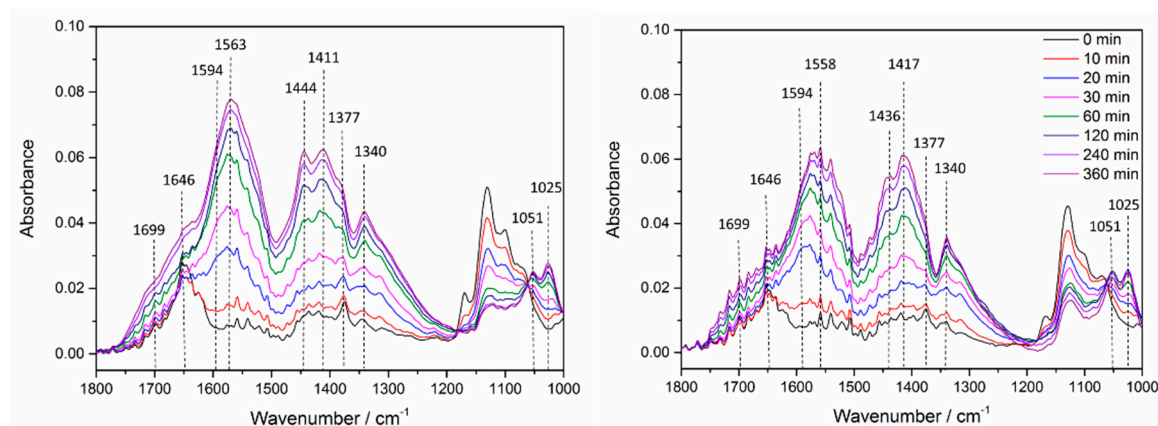 0.10
0.08
0.06
0.04
0.02
0.00
Absorbance
1699
1646
1594
1563
1444
1411
1377
1340
1051
1025
1800 1700 1600 1500 1400 1300 1200 1100 1000
Wavenumber / cm-1
0.10
0.08
0.06
0.04
0.02
0.00
Absorbance
1699
1646
1594
1558
1436
1417
1377
1340
1051
1025
0 min
10 min
20 min
30 min
60 min
120 min
240 min
360 min
1800 1700 1600 1500 1400 1300 1200 1100 1000
Wavenumber / cm-1